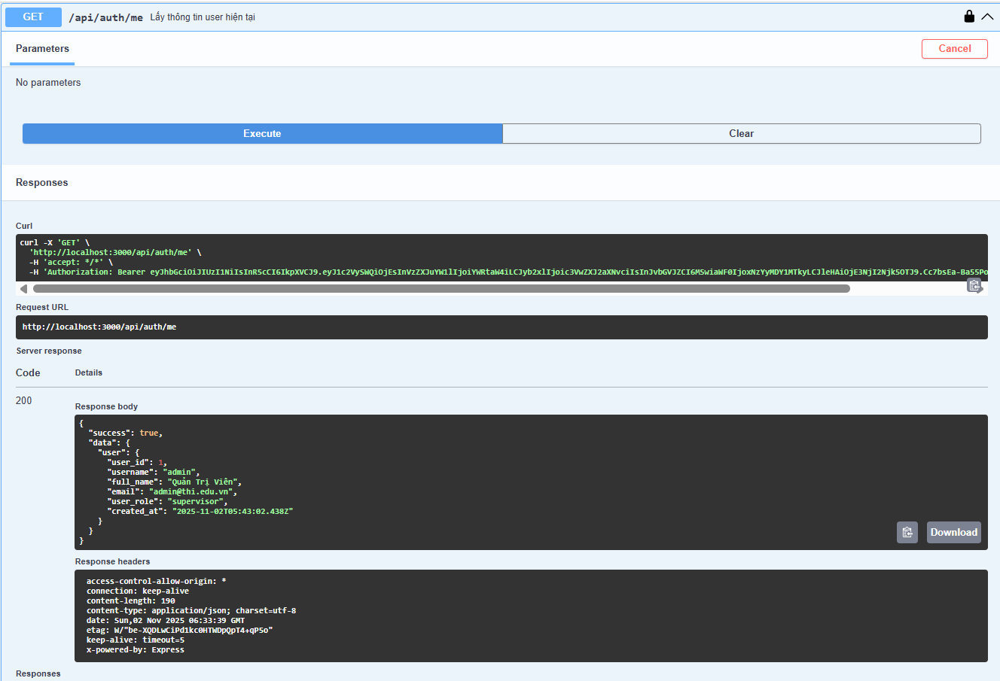 GET /api/auth/me Lấy thông tin user hiện tại
Parameters
Cancel
No parameters
Execute
Clear
Responses
Curl
curl -X 'GET' \
'http://localhost:3000/api/auth/me' \
-H 'accept: */*' \
-H 'Authorization: Bearer eyJhbGciOiJIUzI1NiIsInR5cCI6IkpXVCJ9.eyJ1c2VySWQiOjEsInVzZXJuYW1lIjoiYWRtaW4iLCJyb2xlIjoic3VwZXJ2aXNvciIsInJvbGVJZCI6MSwiaWF0IjoxNzYyMDY1MTkyLCJleHAiOjE3NjI2Njk5OTJ9.Cc7bsEa-Ba55Po
Request URL
http://localhost:3000/api/auth/me
Server response
Code Details
200
Response body
{
"success": true,
"data": {
"user": {
"user_id": 1,
"username": "admin",
"full_name": "Quản Trị Viên",
"email": "admin@thi.edu.vn",
"user_role": "supervisor",
"created_at": "2025-11-02T05:43:02.438Z"
}
}
}
Download
Response headers
access-control-allow-origin: *
connection: keep-alive
content-length: 190
content-type: application/json; charset=utf-8
date: Sun,02 Nov 2025 06:33:39 GMT
etag: W/"be-XQDLwCiPd1kc0HTWDpQpT4+qP5o"
keep-alive: timeout=5
x-powered-by: Express
Responses